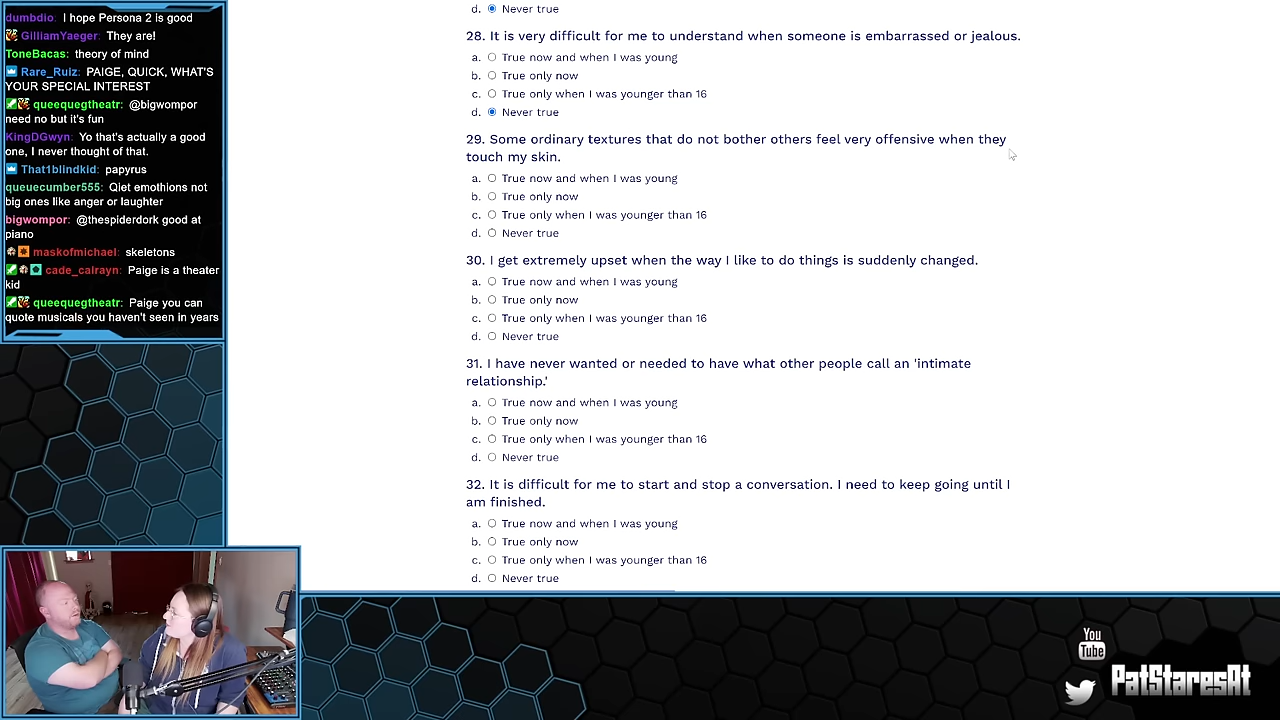 dumbdio: I hope Persona 2 is good
GilliamYaeger: They are!
ToneBacas: theory of mind
Rare_Ruiz: PAIGE, QUICK, WHAT'S
YOUR SPECIAL INTEREST
queequegtheatr: @bigwompor
need no but it's fun
KingDGwyn: Yo that's actually a good
one, I never thought of that.
That1blindkid: papyrus
queuecumber555: Qiet emothions not
big ones like anger or laughter
bigwompor: @thespiderdork good at
piano
maskofmichael: skeletons
cade_cairayn: Paige is a theater
kid
queequegtheatr: Paige you can
quote musicals you haven't seen in years
d. Never true
28. It is very difficult for me to understand when someone is embarrassed or jealous.
a. True now and when I was young
b. True only now
c. True only when I was younger than 16
d. Never true
29. Some ordinary textures that do not bother others feel very offensive when they
touch my skin.
a. True now and when I was young
b. True only now
c. True only when I was younger than 16
d. Never true
30. I get extremely upset when the way I like to do things is suddenly changed.
a. True now and when I was young
b. True only now
c. True only when I was younger than 16
d. Never true
31. I have never wanted or needed to have what other people call an 'intimate
relationship.'
a. True now and when I was young
b. True only now
c. True only when I was younger than 16
d. Never true
32. It is difficult for me to start and stop a conversation. I need to keep going until I
am finished.
a. True now and when I was young
b. True only now
c. True only when I was younger than 16
d. Never true
You
Tube
PatStaresAt